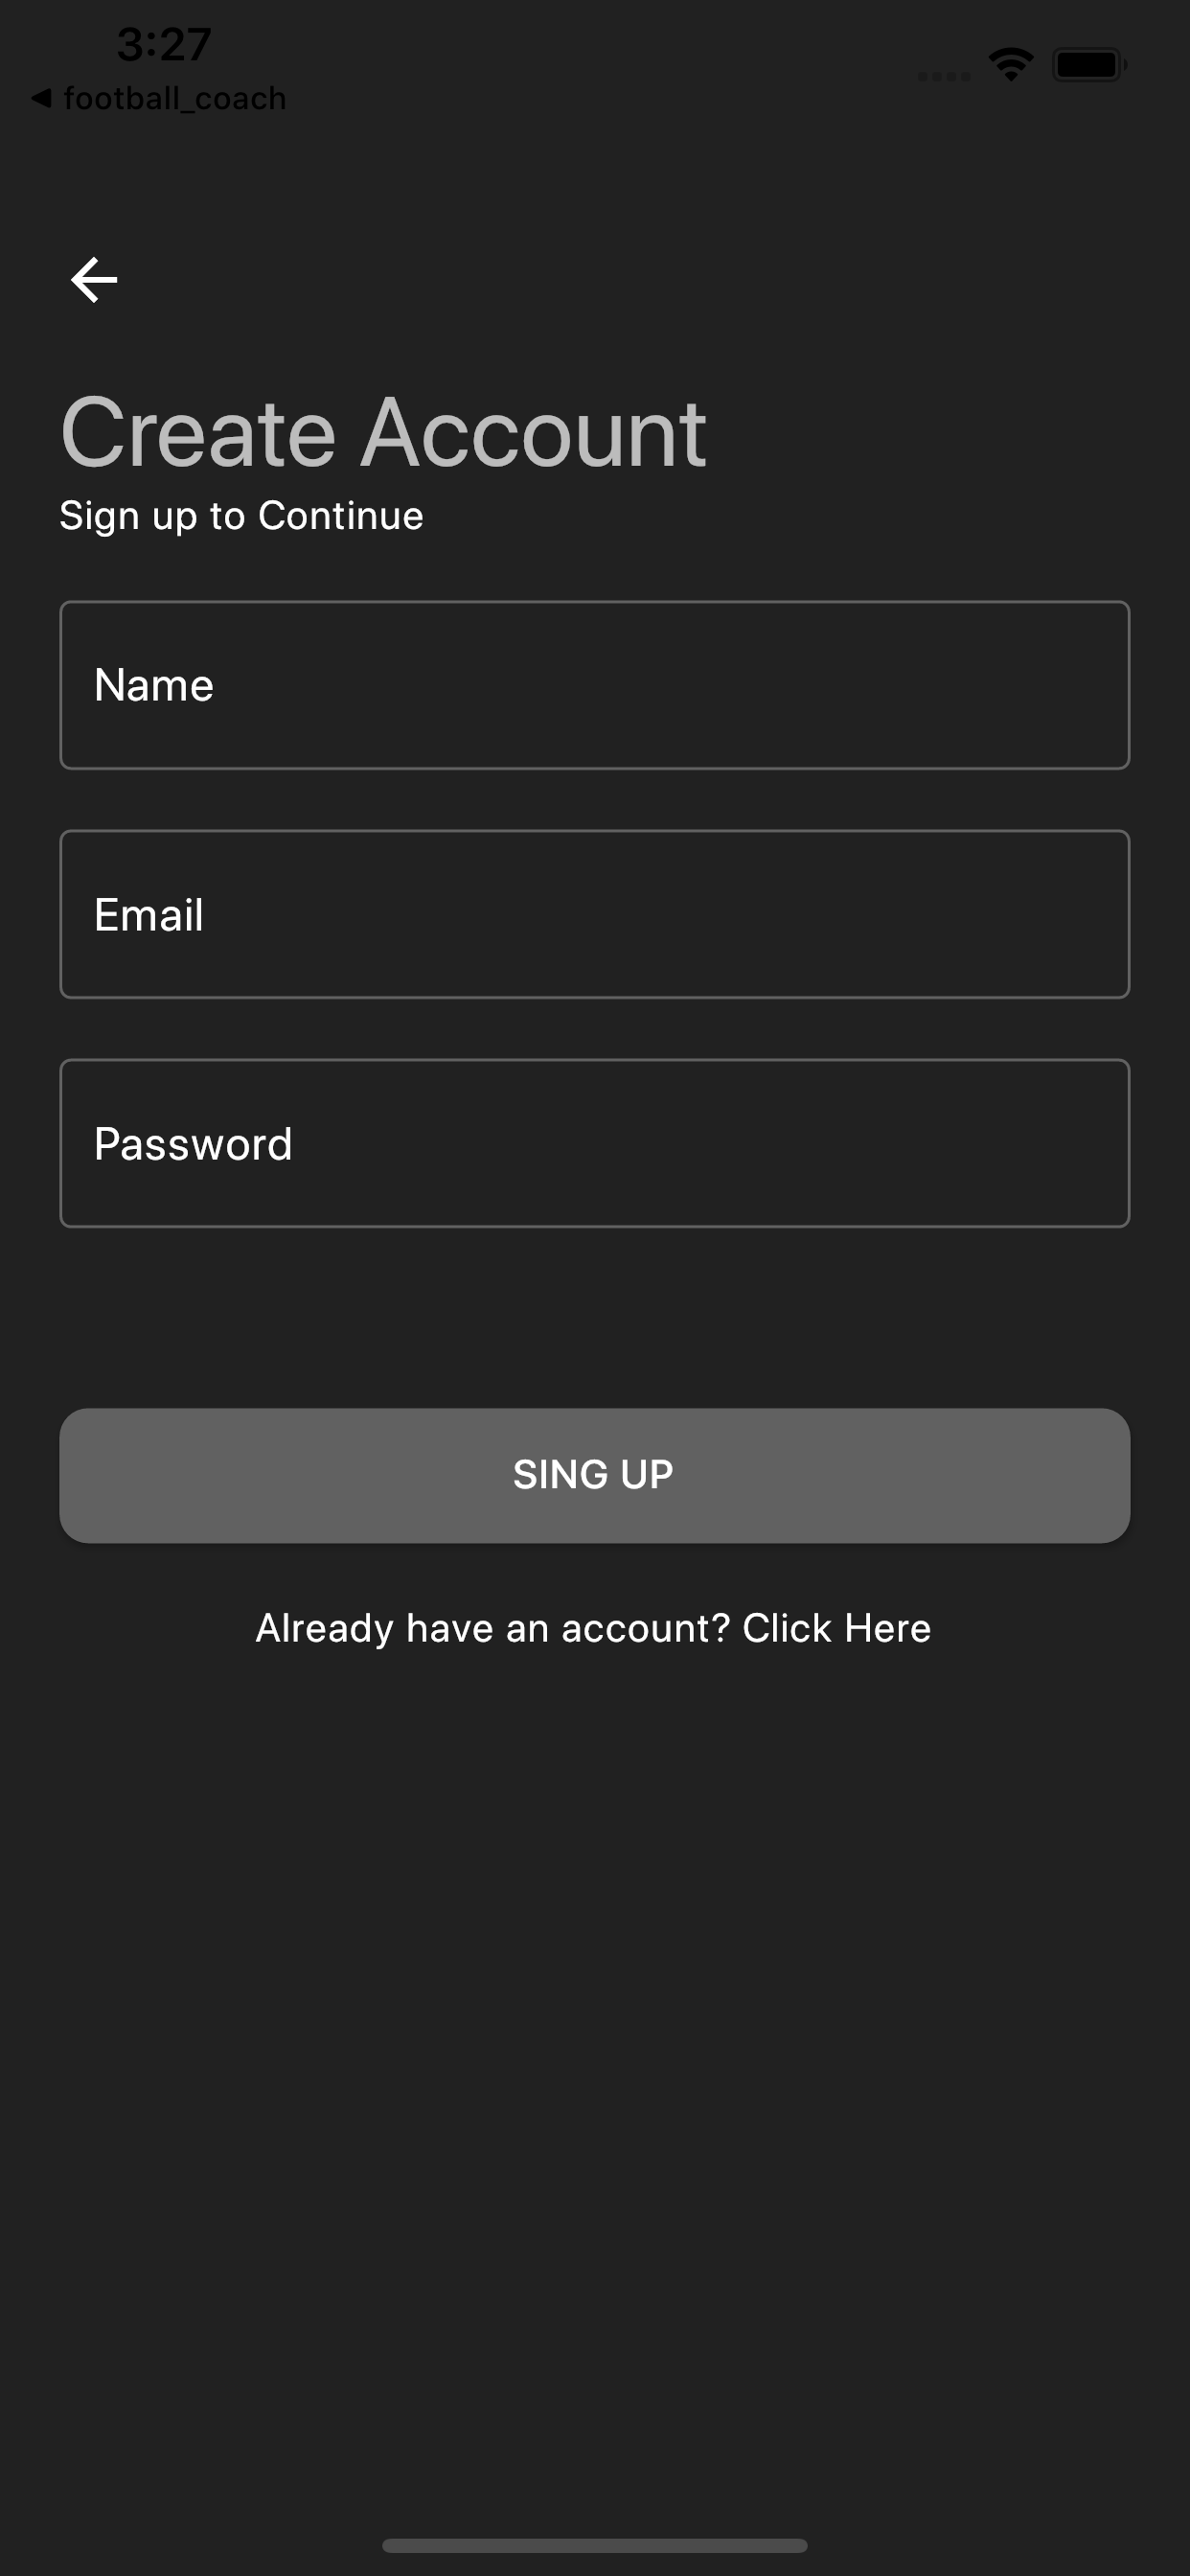 3:27
◀ football_coach
Create Account
Sign up to Continue
Name
Email
Password
SING UP
Already have an account? Click Here